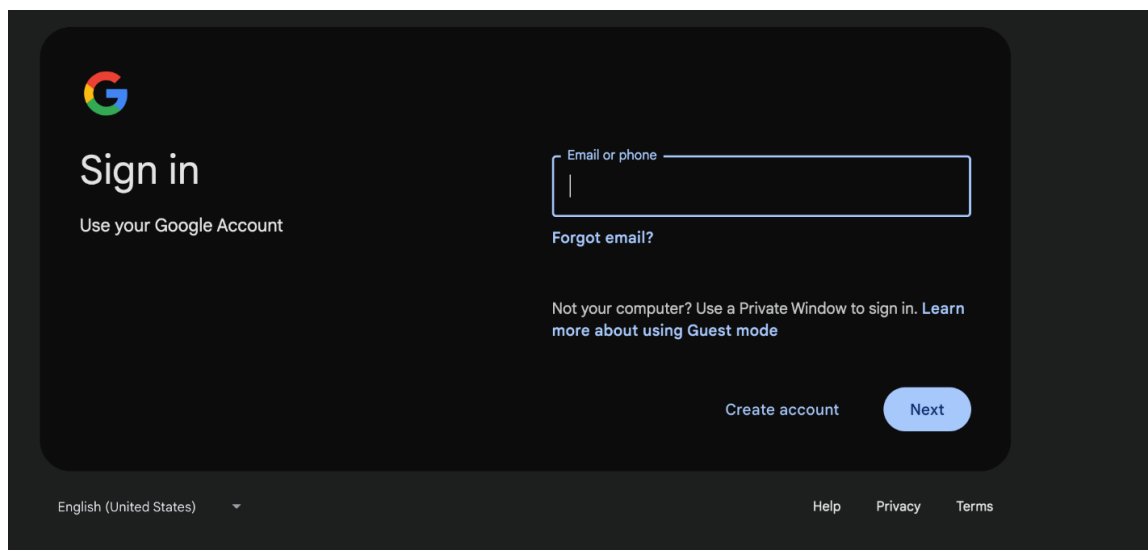 Sign in
Use your Google Account
Email or phone
Forgot email?
Not your computer? Use a Private Window to sign in. Learn
more about using Guest mode
Create account
Next
English (United States)
Help
Privacy
Terms